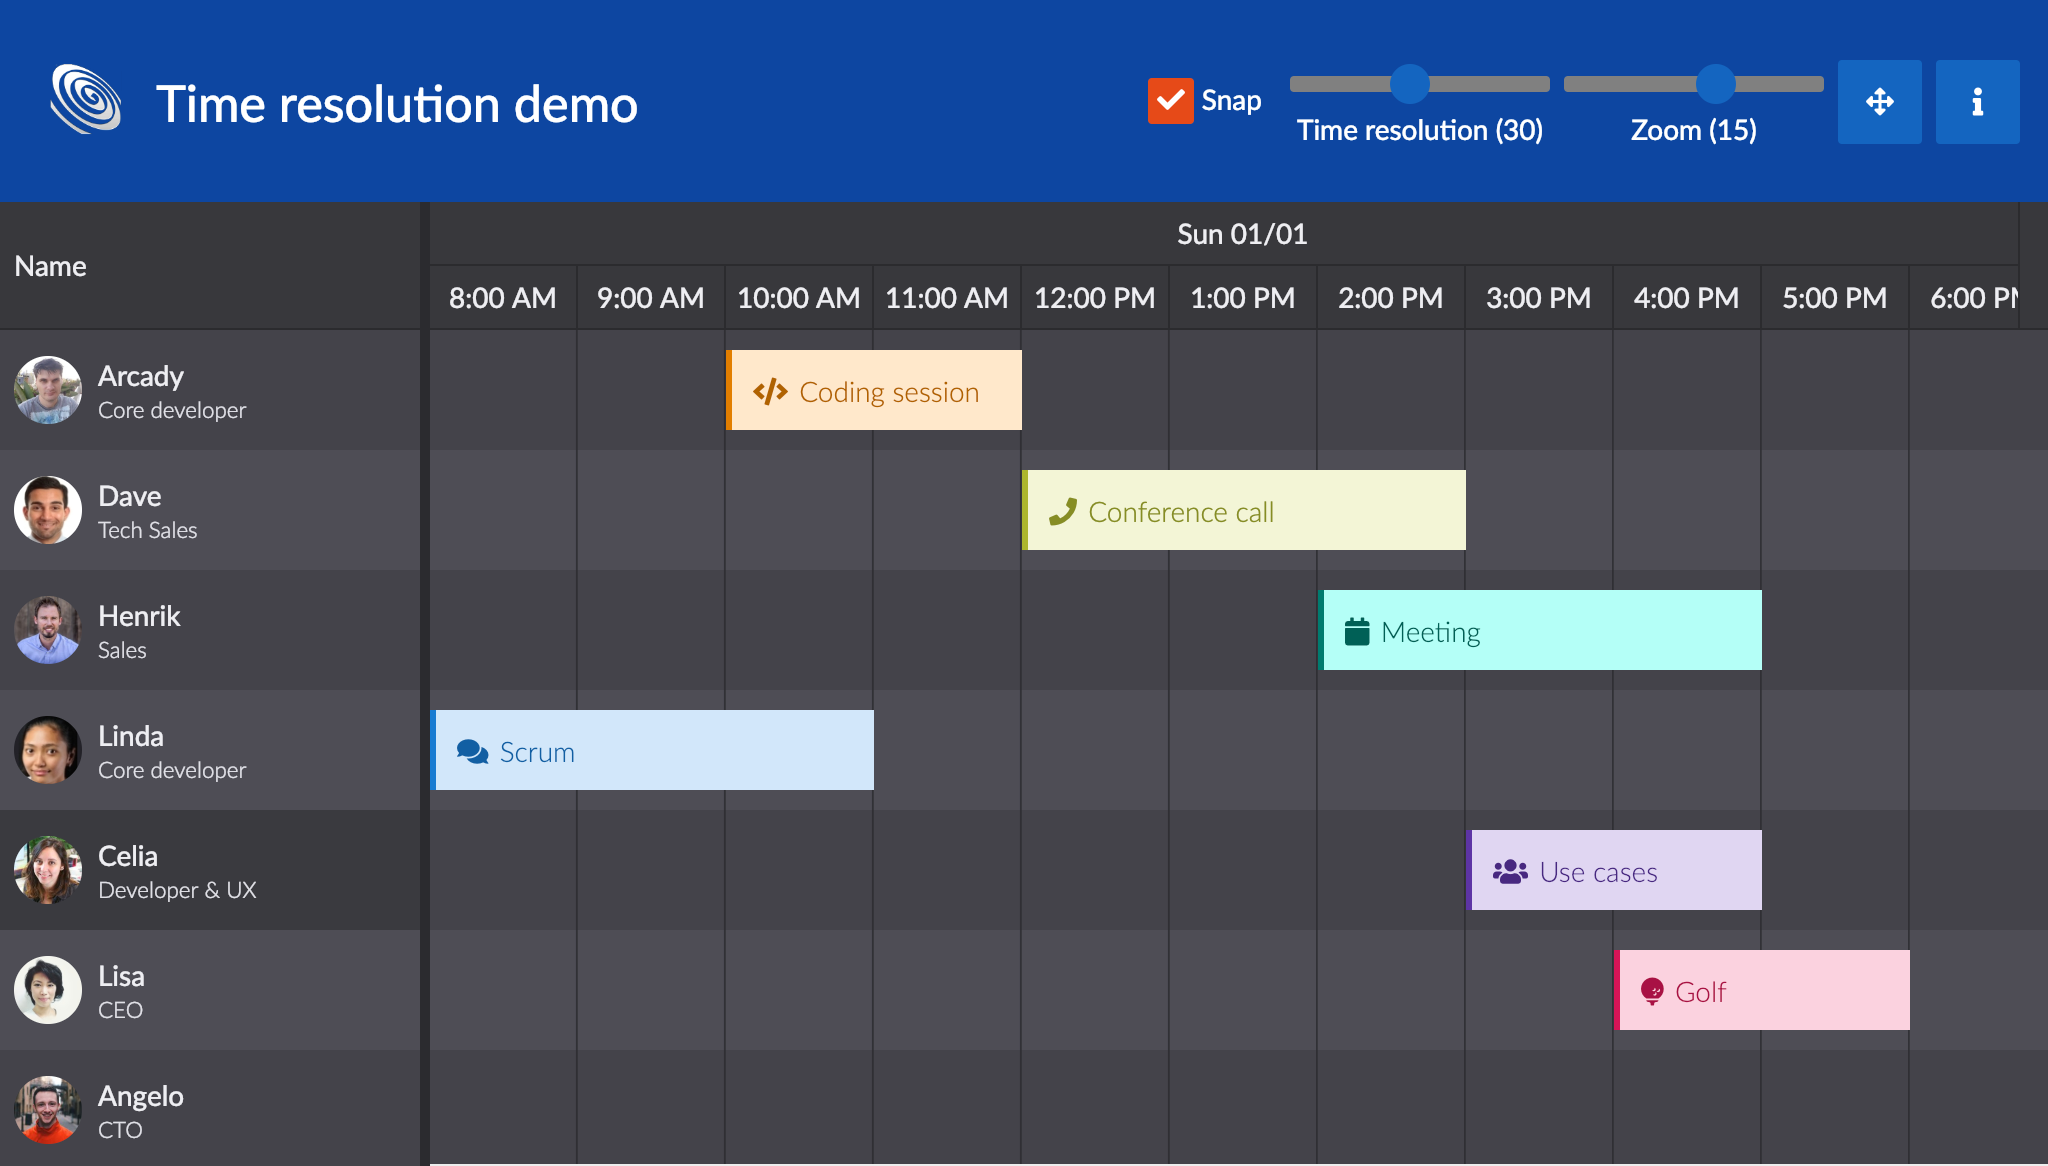 Time resolution demo
Snap
Time resolution (30)
Zoom (15)
Name
Sun 01/01
8:00 AM
9:00 AM
10:00 AM
11:00 AM
12:00 PM
1:00 PM
2:00 PM
3:00 PM
4:00 PM
5:00 PM
6:00 PM
Arcady
Core developer
Coding session
Dave
Tech Sales
Conference call
Henrik
Sales
Meeting
Linda
Core developer
Scrum
Celia
Developer & UX
Use cases
Lisa
CEO
Golf
Angelo
CTO